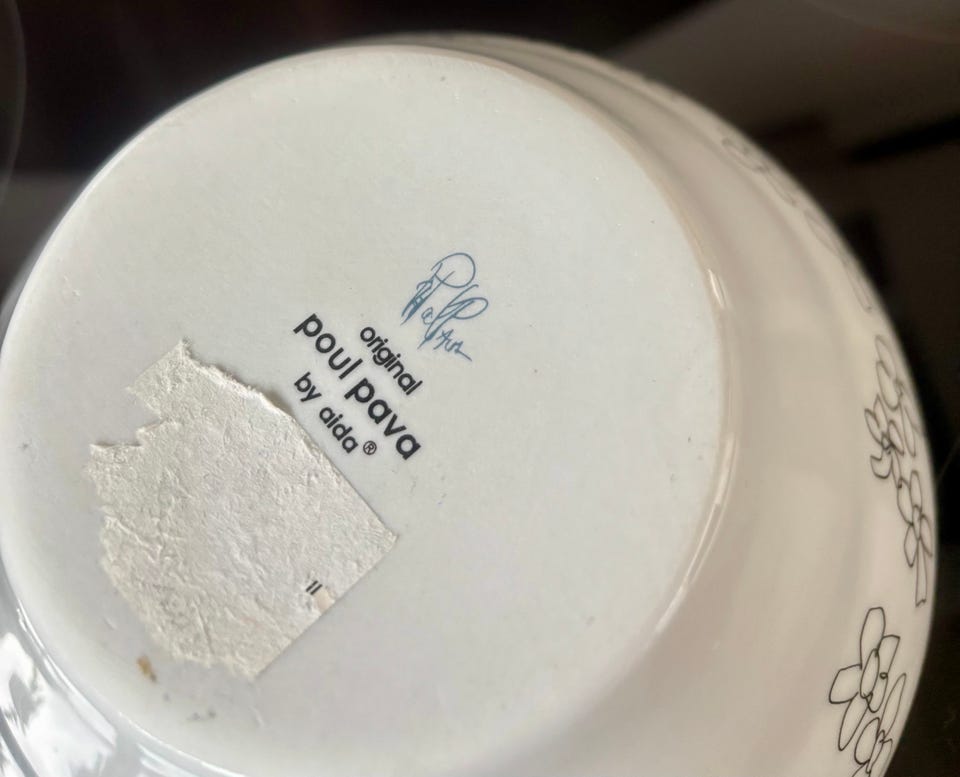 original
poul pava
by aida®